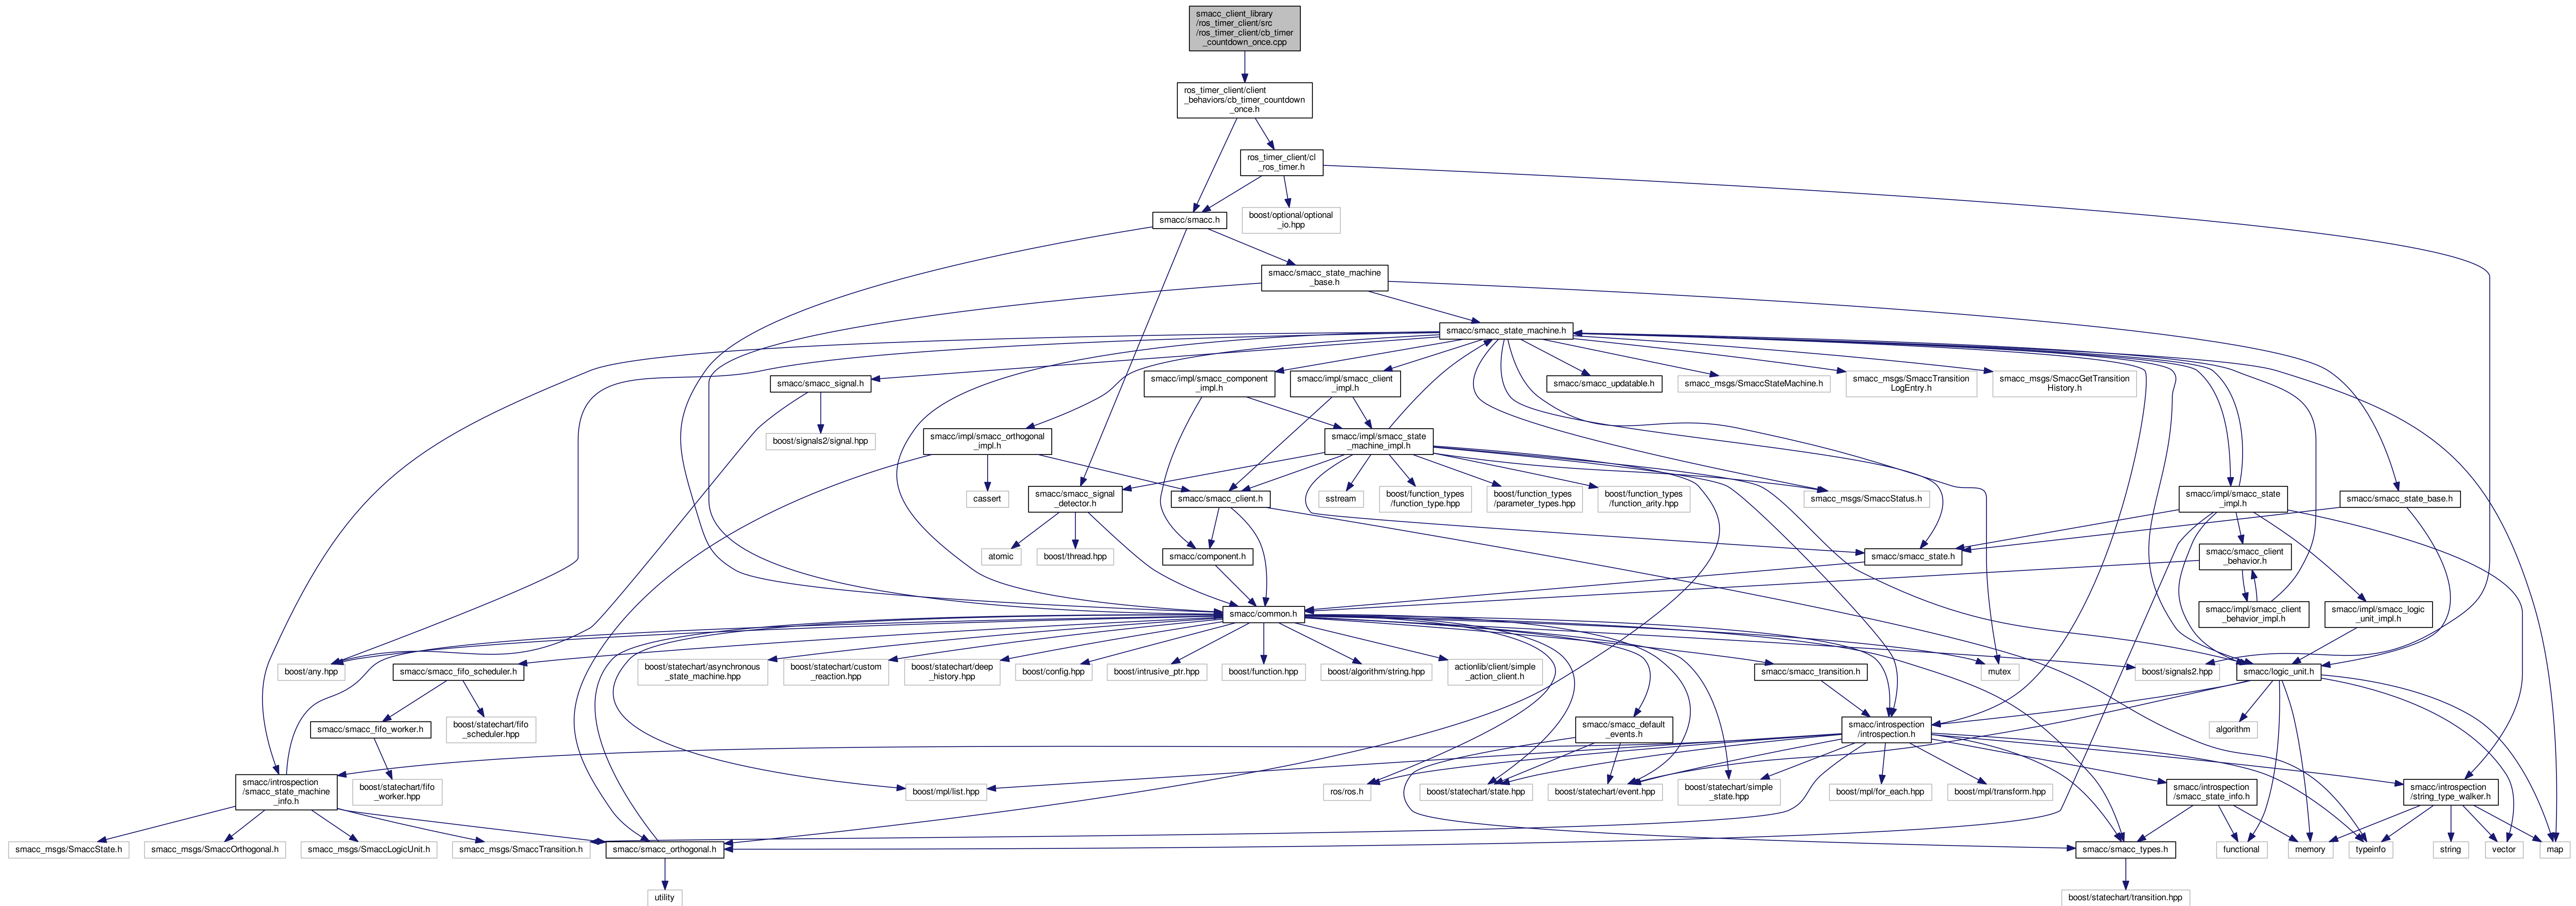 smacc_client_library
/ros_timer_client/src
/ros_timer_client/cb_timer
_countdown_once.cpp
ros_timer_client/client
_behaviors/cb_timer_countdown
_once.h
ros_timer_client/cl
_ros_timer.h
smacc/smacc.h
boost/optional/optional
_io.hpp
smacc/smacc_state_machine
_base.h
smacc/smacc_state_machine.h
smacc/smacc_signal.h
smacc/impl/smacc_component
_impl.h
smacc/impl/smacc_client
_impl.h
smacc/smacc_updatable.h
smacc_msgs/SmaccStateMachine.h
smacc_msgs/SmaccTransition
LogEntry.h
smacc_msgs/SmaccGetTransition
History.h
boost/signals2/signal.hpp
smacc/impl/smacc_orthogonal
_impl.h
smacc/impl/smacc_state
_machine_impl.h
cassert
smacc/smacc_signal
_detector.h
smacc/smacc_client.h
sstream
boost/function_types
/function_type.hpp
boost/function_types
/parameter_types.hpp
boost/function_types
/function_arity.hpp
smacc_msgs/SmaccStatus.h
smacc/impl/smacc_state
_impl.h
smacc/smacc_state_base.h
atomic
boost/thread.hpp
smacc/component.h
smacc/smacc_state.h
smacc/smacc_client
_behavior.h
smacc/common.h
smacc/impl/smacc_client
_behavior_impl.h
smacc/impl/smacc_logic
_unit_impl.h
boost/any.hpp
smacc/smacc_fifo_scheduler.h
boost/statechart/asynchronous
_state_machine.hpp
boost/statechart/custom
_reaction.hpp
boost/statechart/deep
_history.hpp
boost/config.hpp
boost/intrusive_ptr.hpp
boost/function.hpp
boost/algorithm/string.hpp
actionlib/client/simple
_action_client.h
smacc/smacc_transition.h
mutex
boost/signals2.hpp
smacc/logic_unit.h
smacc/smacc_fifo_worker.h
boost/statechart/fifo
_scheduler.hpp
smacc/smacc_default
_events.h
smacc/introspection
/introspection.h
algorithm
smacc/introspection
/smacc_state_machine
_info.h
boost/statechart/fifo
_worker.hpp
boost/mpl/list.hpp
ros/ros.h
boost/statechart/state.hpp
boost/statechart/event.hpp
boost/statechart/simple
_state.hpp
boost/mpl/for_each.hpp
boost/mpl/transform.hpp
smacc/introspection
/smacc_state_info.h
smacc/introspection
/string_type_walker.h
smacc_msgs/SmaccState.h
smacc_msgs/SmaccOrthogonal.h
smacc_msgs/SmaccLogicUnit.h
smacc_msgs/SmaccTransition.h
smacc/smacc_orthogonal.h
smacc/smacc_types.h
functional
memory
typeinfo
string
vector
map
utility
boost/statechart/transition.hpp